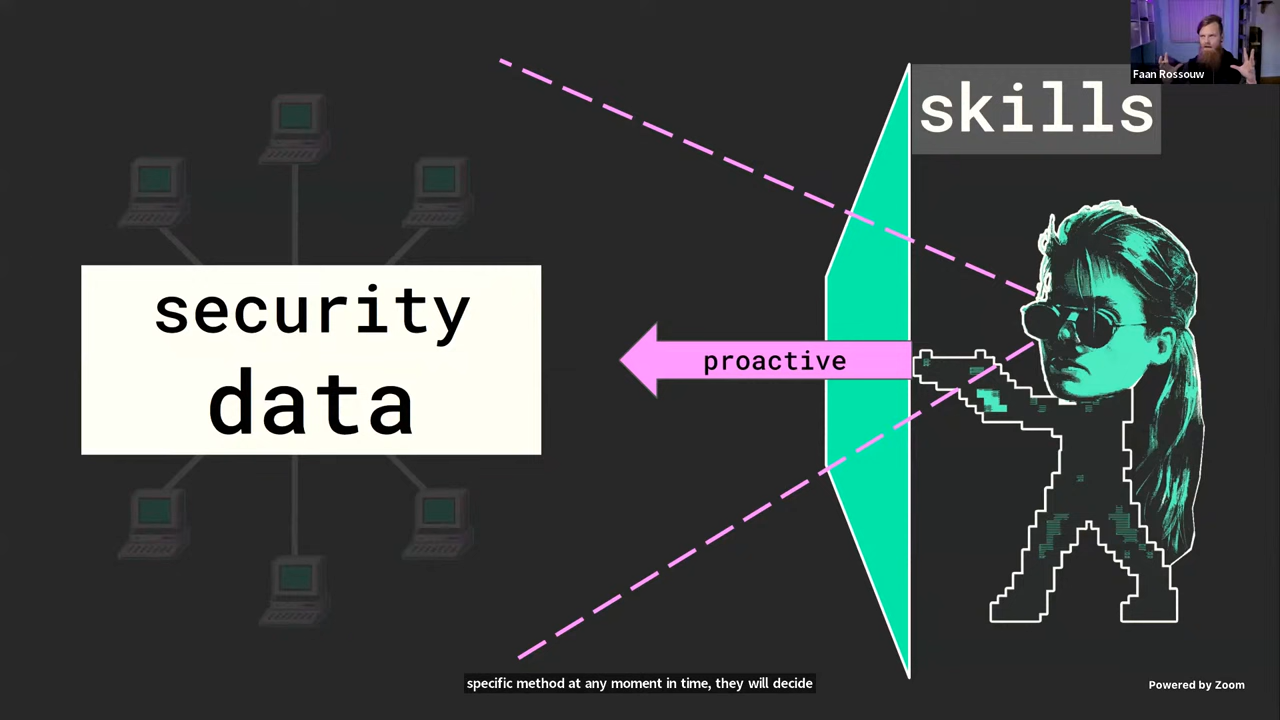 Faan Rossouw
skills
security
data
proactive
specific method at any moment in time, they will decide
Powered by Zoom